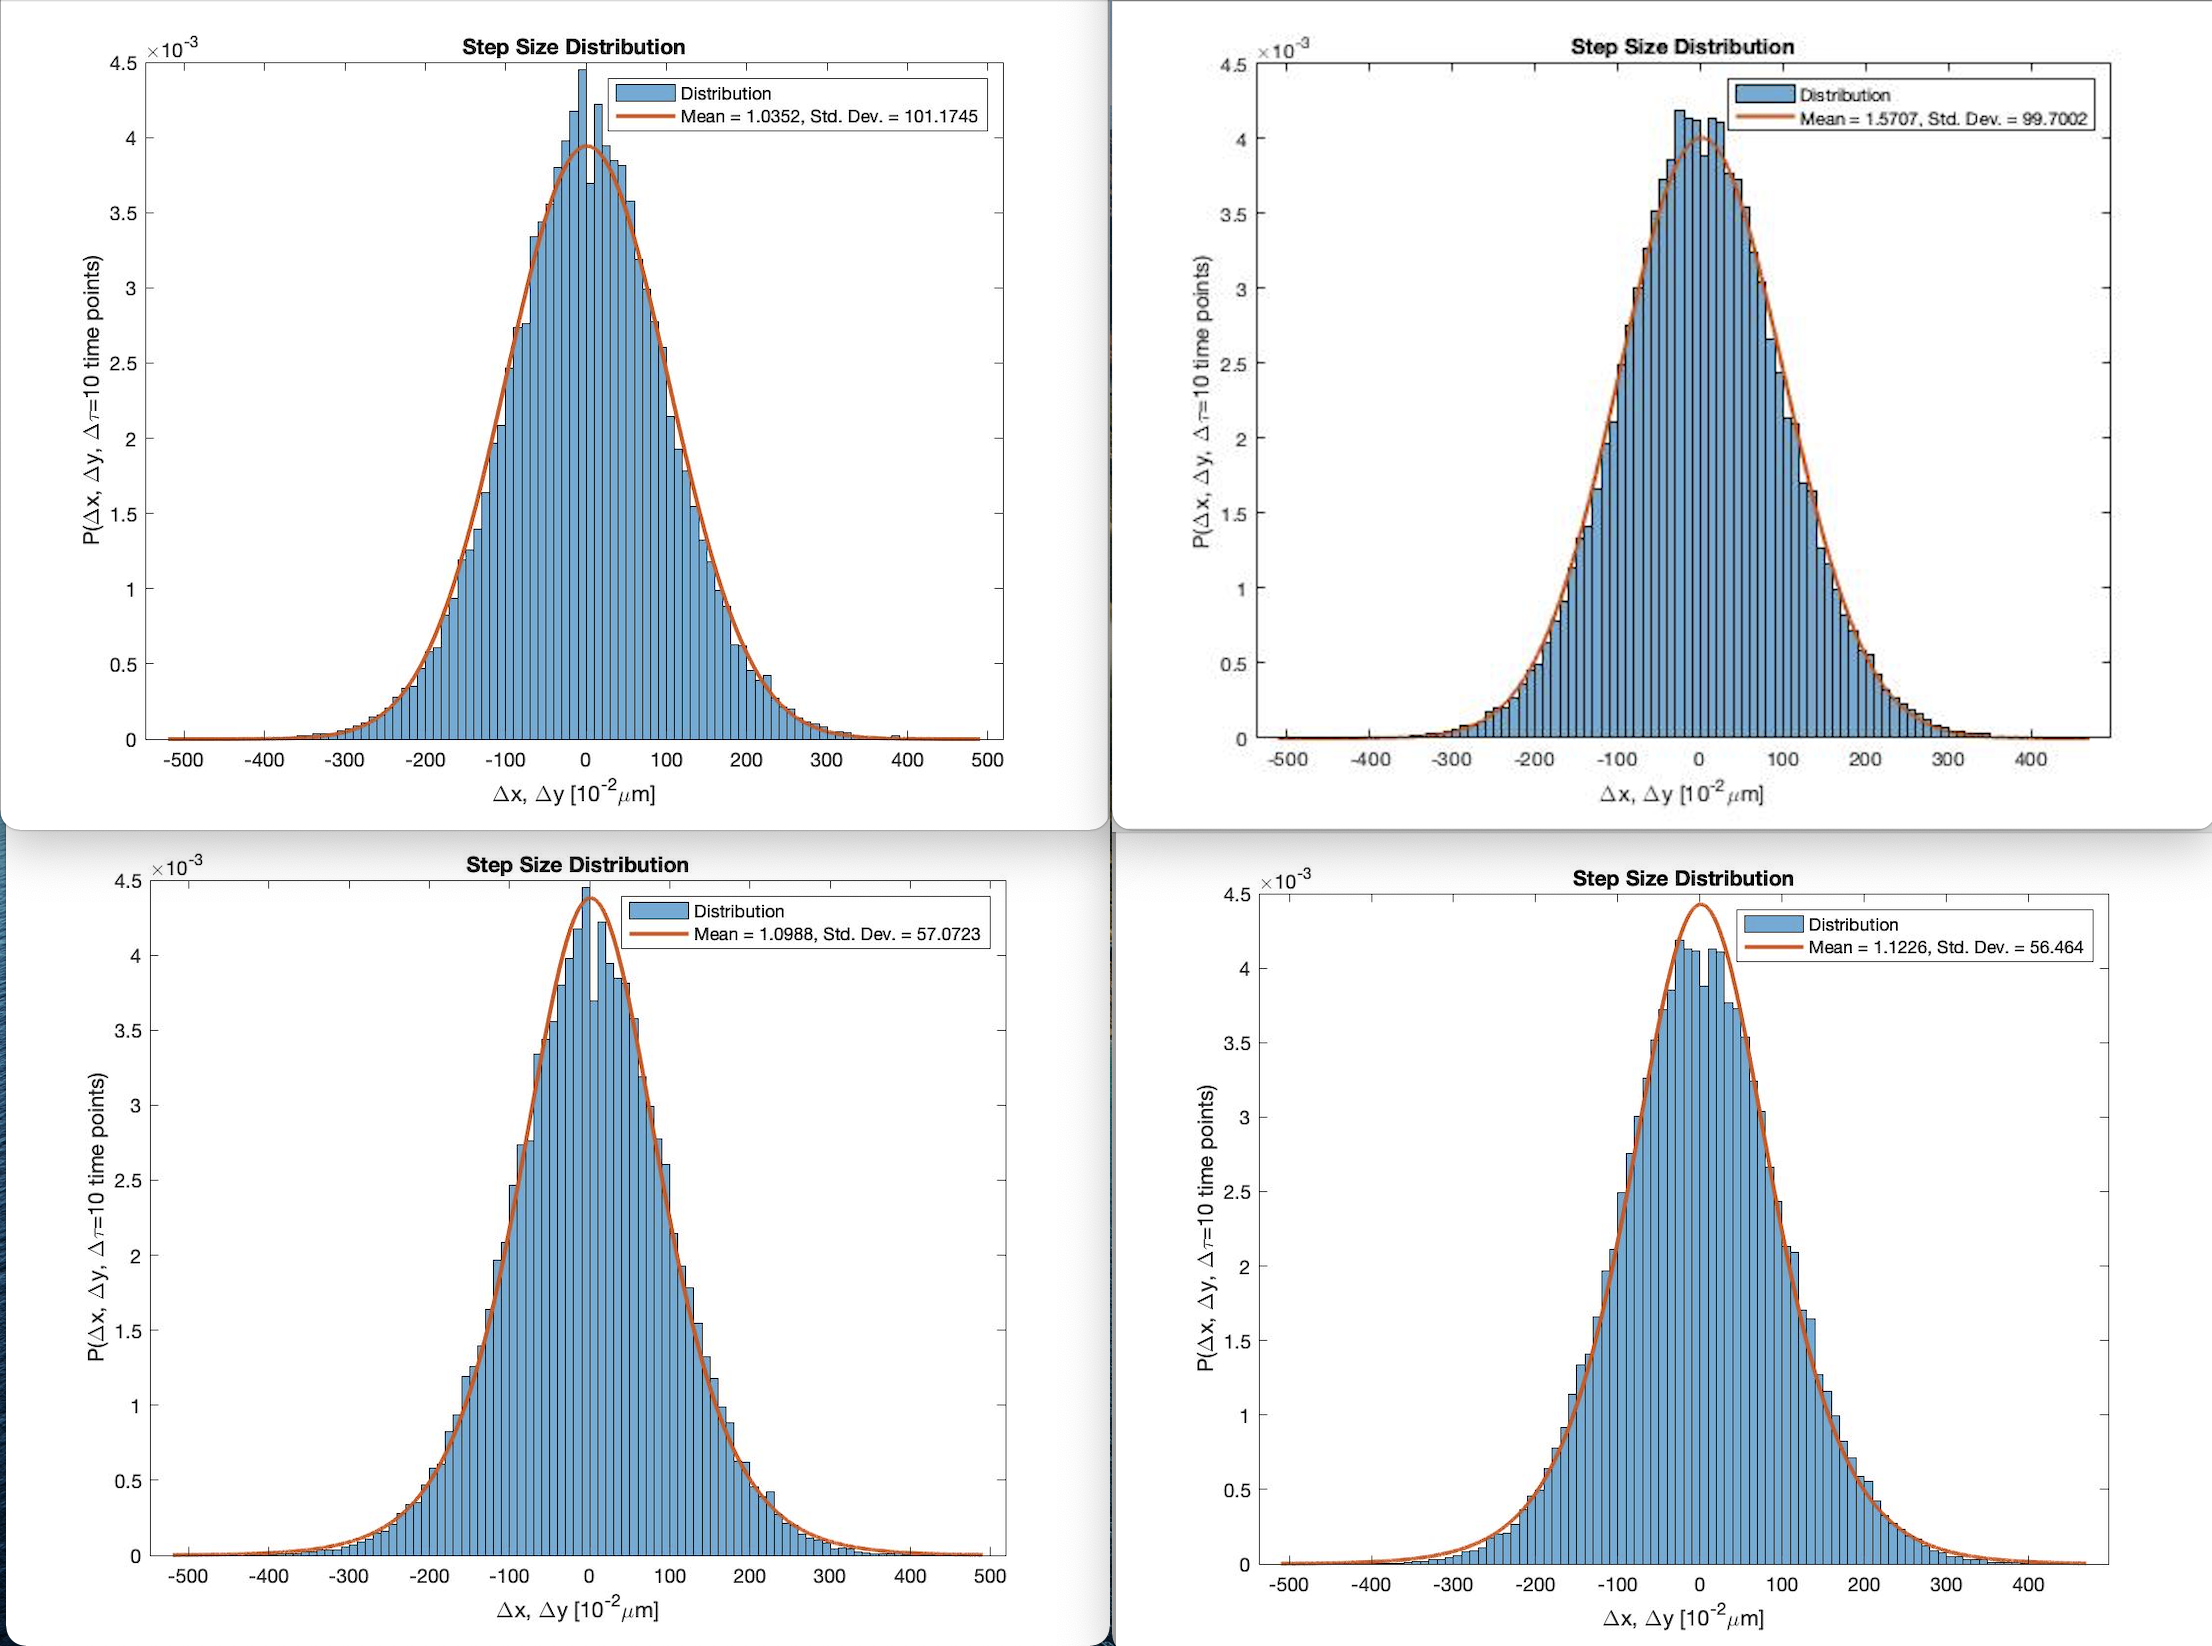 Step Size Distribution
×10-3
Distribution
Mean = 1.0352, Std. Dev. = 101.1745
4.5
4
3.5
3
2.5
2
1.5
1
0.5
0
P(Δx, Δy, Δτ=10 time points)
-500 -400 -300 -200 -100 0 100 200 300 400 500
Δx, Δy [10-2μm]
Step Size Distribution
×10-3
Distribution
Mean = 1.5707, Std. Dev. = 99.7002
4.5
4
3.5
3
2.5
2
1.5
1
0.5
0
P(Δx, Δy, Δτ=10 time points)
-500 -400 -300 -200 -100 0 100 200 300 400
Δx, Δy [10-2μm]
Step Size Distribution
×10-3
Distribution
Mean = 1.0988, Std. Dev. = 57.0723
4.5
4
3.5
3
2.5
2
1.5
1
0.5
0
P(Δx, Δy, Δτ=10 time points)
-500 -400 -300 -200 -100 0 100 200 300 400 500
Δx, Δy [10-2μm]
Step Size Distribution
×10-3
Distribution
Mean = 1.1226, Std. Dev. = 56.464
4.5
4
3.5
3
2.5
2
1.5
1
0.5
0
P(Δx, Δy, Δτ=10 time points)
-500 -400 -300 -200 -100 0 100 200 300 400
Δx, Δy [10-2μm]